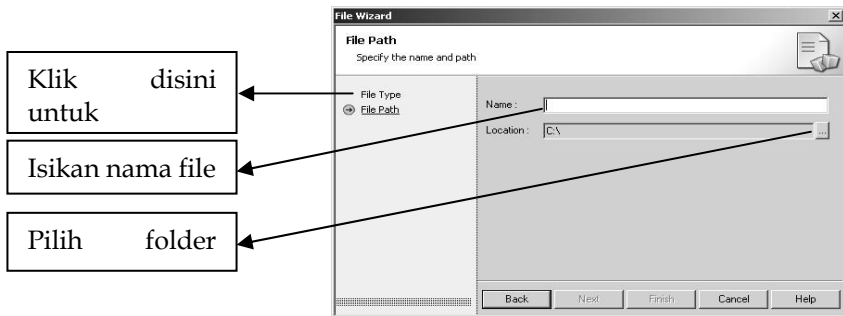 File Wizard
File Path
Specify the name and path
Klik disini
untuk
Isikan nama file
Pilih folder
File Type
File Path
Name :
Location : C:\
...
Back Next Finish Cancel Help